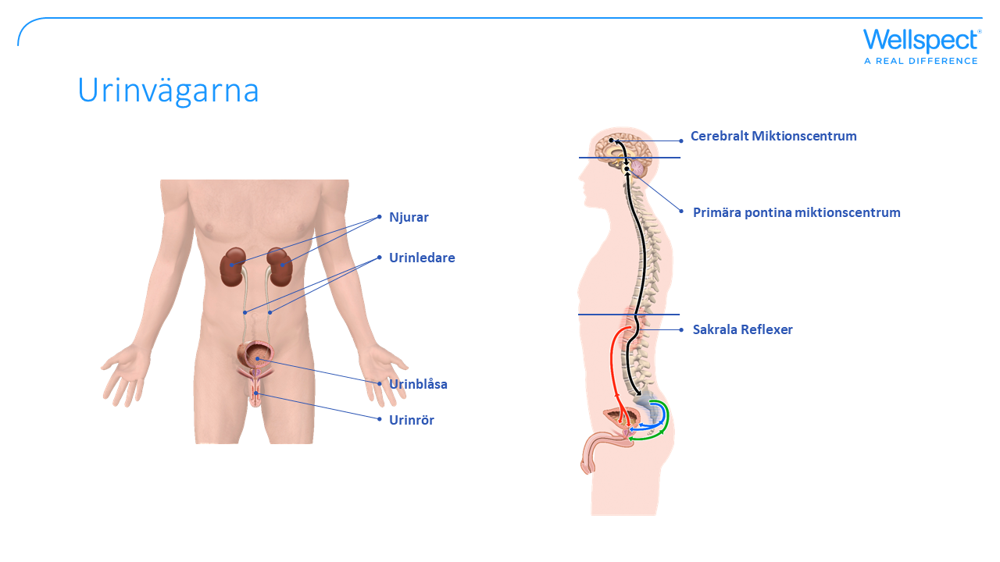 Wellspect®
A REAL DIFFERENCE
Urinvägarna
Cerebralt Miktionscentrum
Primära pontina miktionscentrum
Njurar
Urinledare
Sakrala Reflexer
Urinblåsa
Urinrör